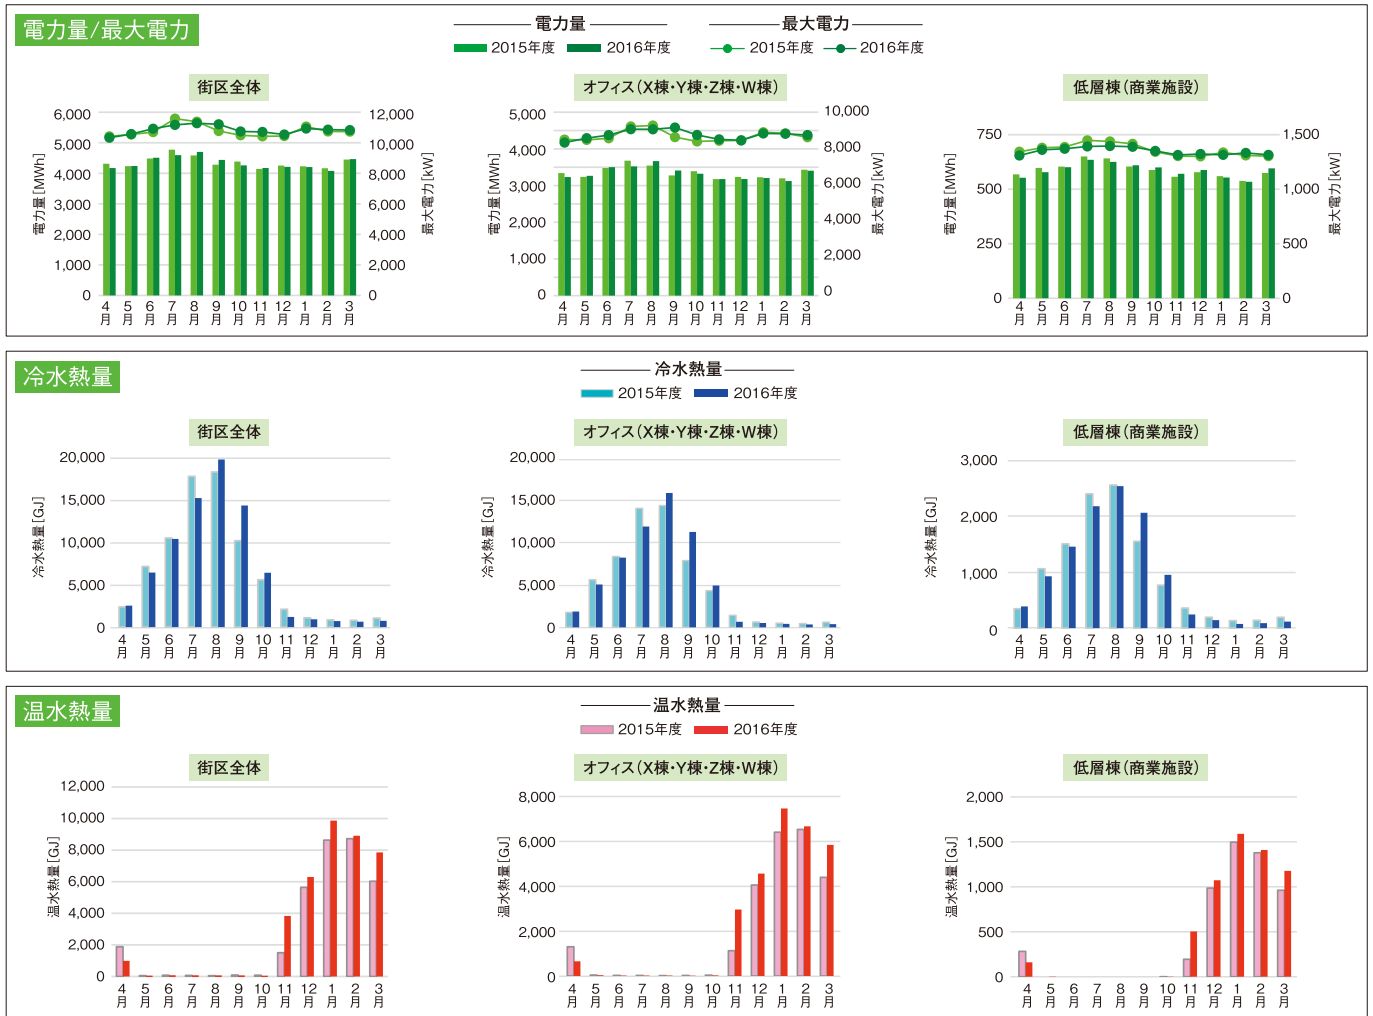 電力量/最大電力
電力量 最大電力
2015年度 2016年度 2015年度 2016年度
街区全体
電力量[MWh]
6,000
5,000
4,000
3,000
2,000
1,000
0
12,000
10,000
8,000
6,000
4,000
2,000
0
最大電力[kW]
4月 5月 6月 7月 8月 9月 10月 11月 12月 1月 2月 3月
オフィス(X棟・Y棟・Z棟・W棟)
電力量[MWh]
5,000
4,000
3,000
2,000
1,000
0
10,000
8,000
6,000
4,000
2,000
0
最大電力[kW]
4月 5月 6月 7月 8月 9月 10月 11月 12月 1月 2月 3月
低層棟(商業施設)
電力量[MWh]
750
500
250
0
1,500
1,000
500
0
最大電力[kW]
4月 5月 6月 7月 8月 9月 10月 11月 12月 1月 2月 3月
冷水熱量
冷水熱量
2015年度 2016年度
街区全体
冷水熱量[GJ]
20,000
15,000
10,000
5,000
0
4月 5月 6月 7月 8月 9月 10月 11月 12月 1月 2月 3月
オフィス(X棟・Y棟・Z棟・W棟)
冷水熱量[GJ]
20,000
15,000
10,000
5,000
0
4月 5月 6月 7月 8月 9月 10月 11月 12月 1月 2月 3月
低層棟(商業施設)
冷水熱量[GJ]
3,000
2,000
1,000
0
4月 5月 6月 7月 8月 9月 10月 11月 12月 1月 2月 3月
温水熱量
温水熱量
2015年度 2016年度
街区全体
温水熱量[GJ]
12,000
10,000
8,000
6,000
4,000
2,000
0
4月 5月 6月 7月 8月 9月 10月 11月 12月 1月 2月 3月
オフィス(X棟・Y棟・Z棟・W棟)
温水熱量[GJ]
8,000
6,000
4,000
2,000
0
4月 5月 6月 7月 8月 9月 10月 11月 12月 1月 2月 3月
低層棟(商業施設)
温水熱量[GJ]
2,000
1,500
1,000
500
0
4月 5月 6月 7月 8月 9月 10月 11月 12月 1月 2月 3月